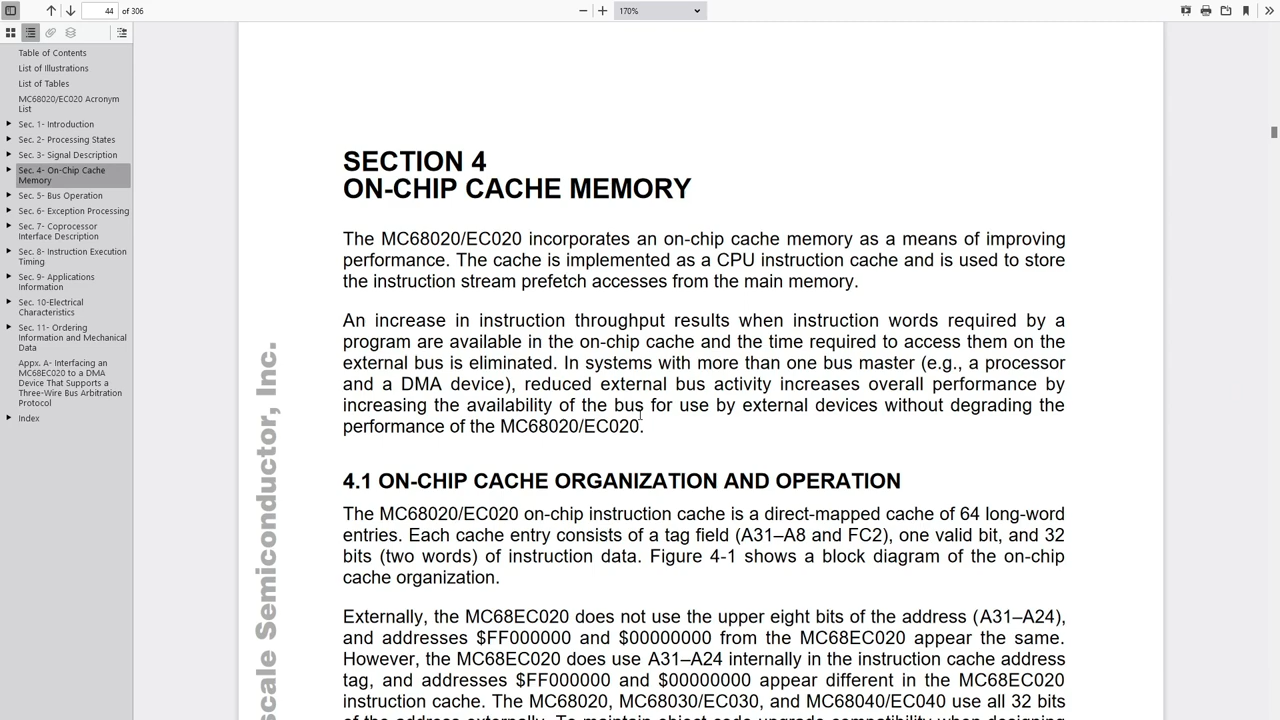 44 of 306
170%
Table of Contents
List of Illustrations
List of Tables
MC68020/EC020 Acronym
List
Sec. 1- Introduction
Sec. 2- Processing States
Sec. 3- Signal Description
Sec. 4- On-Chip Cache
Memory
Sec. 5- Bus Operation
Sec. 6- Exception Processing
Sec. 7- Coprocessor
Interface Description
Sec. 8- Instruction Execution
Timing
Sec. 9- Applications
Information
Sec. 10-Electrical
Characteristics
Sec. 11- Ordering
Information and Mechanical
Data
Appx. A- Interfacing an
MC68EC020 to a DMA
Device That Supports a
Three-Wire Bus Arbitration
Protocol
Index
SECTION 4
ON-CHIP CACHE MEMORY
The MC68020/EC020 incorporates an on-chip cache memory as a means of improving
performance. The cache is implemented as a CPU instruction cache and is used to store
the instruction stream prefetch accesses from the main memory.
An increase in instruction throughput results when instruction words required by a
program are available in the on-chip cache and the time required to access them on the
external bus is eliminated. In systems with more than one bus master (e.g., a processor
and a DMA device), reduced external bus activity increases overall performance by
increasing the availability of the bus for use by external devices without degrading the
performance of the MC68020/EC020.
4.1 ON-CHIP CACHE ORGANIZATION AND OPERATION
The MC68020/EC020 on-chip instruction cache is a direct-mapped cache of 64 long-word
entries. Each cache entry consists of a tag field (A31–A8 and FC2), one valid bit, and 32
bits (two words) of instruction data. Figure 4-1 shows a block diagram of the on-chip
cache organization.
Externally, the MC68EC020 does not use the upper eight bits of the address (A31–A24),
and addresses $FF000000 and $00000000 from the MC68EC020 appear the same.
However, the MC68EC020 does use A31–A24 internally in the instruction cache address
tag, and addresses $FF000000 and $00000000 appear different in the MC68EC020
instruction cache. The MC68020, MC68030/EC030, and MC68040/EC040 use all 32 bits
of the address externally. To maintain object code upgrade compatibility when designing
scale Semiconductor, Inc.